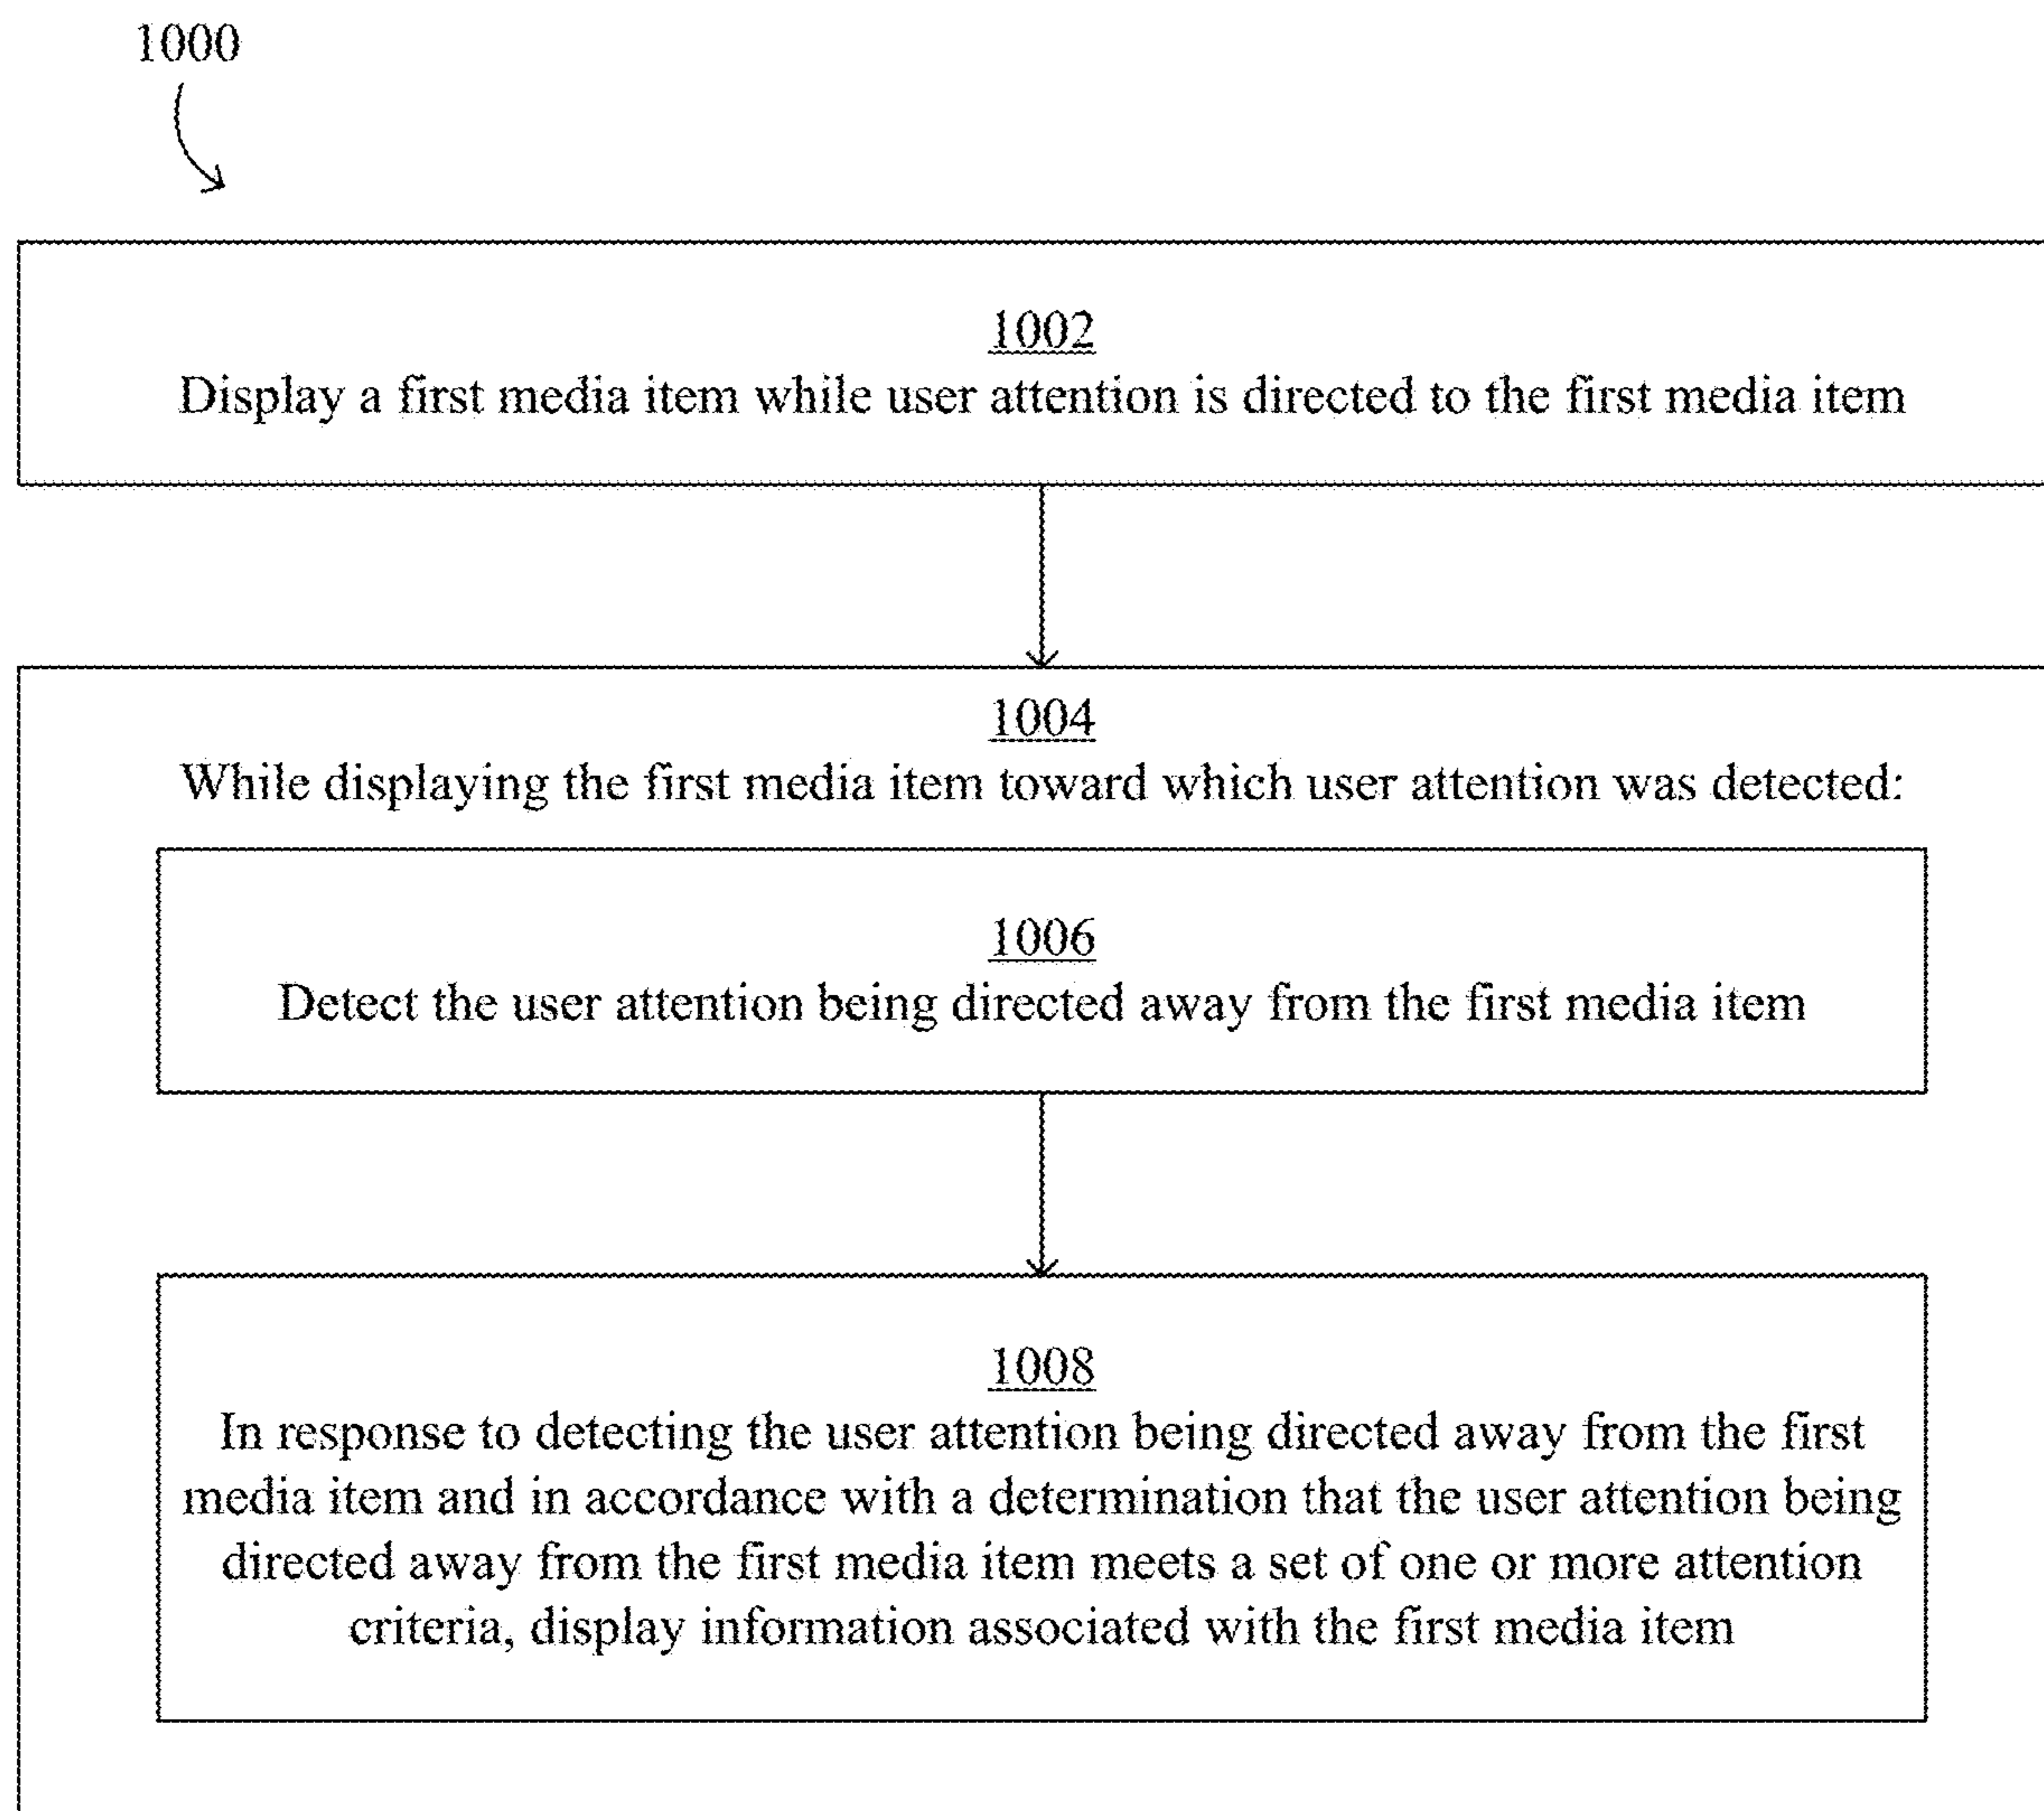 1000
1002
Display a first media item while user attention is directed to the first media item
1004
While displaying the first media item toward which user attention was detected:
1006
Detect the user attention being directed away from the first media item
1008
In response to detecting the user attention being directed away from the first
media item and in accordance with a determination that the user attention being
directed away from the first media item meets a set of one or more attention
criteria, display information associated with the first media item